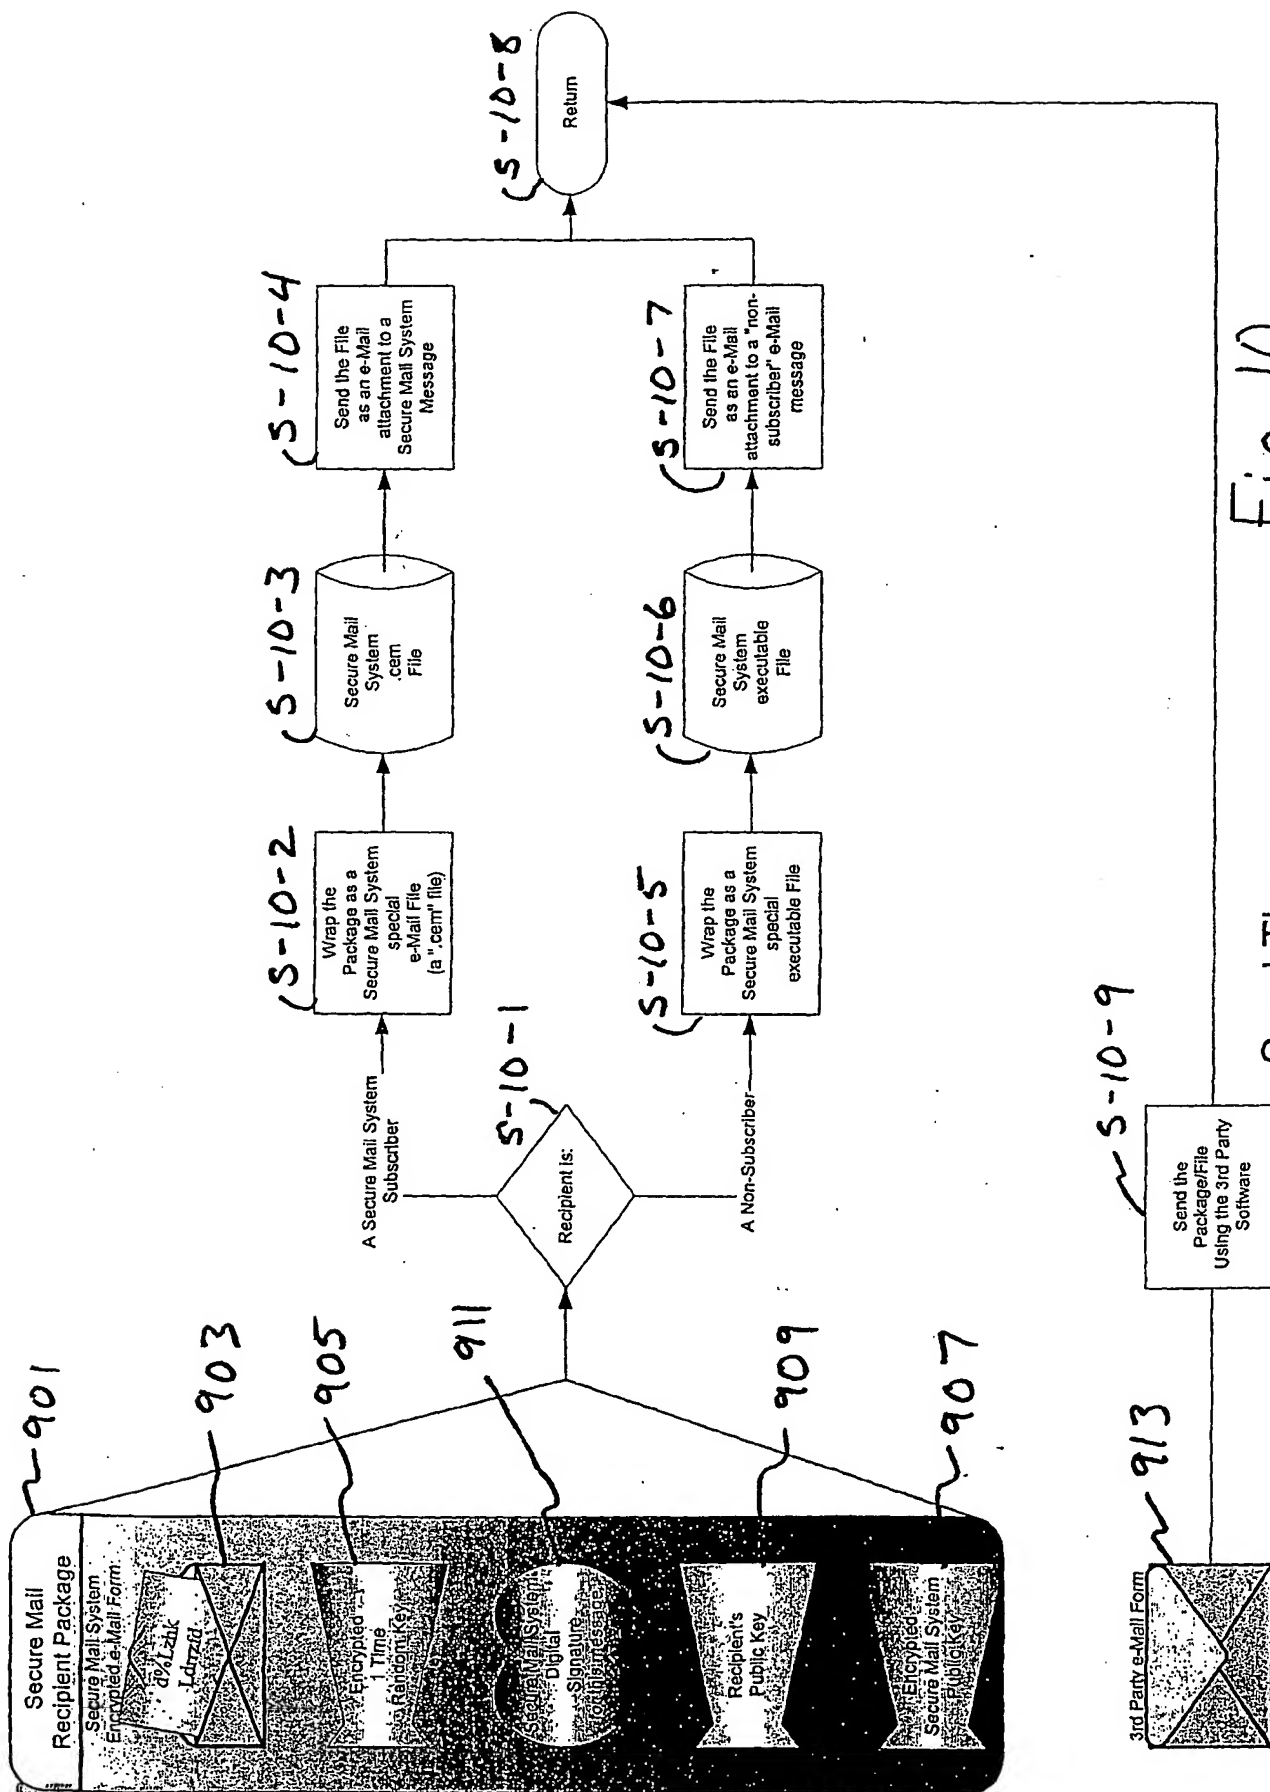 901
Secure Mail
Recipient Package
Secure Mail System
Encrypted e-Mail Form
d%Lzhk
903
Encrypted
1 Time
Random Key
905
Secure Mail System
Digital
Signature
911
Recipient's
Public Key
909
Encrypted
Secure Mail System
Public Key
907
Recipient is:
S-10-1
A Secure Mail System
Subscriber
S-10-2
Wrap the
Package as a
Secure Mail System
special
e-Mail File
(a ".cem" file)
S-10-3
Secure Mail
System
.cem
File
S-10-4
Send the File
as an e-Mail
attachment to a
Secure Mail System
Message
A Non-Subscriber
S-10-5
Wrap the
Package as a
Secure Mail System
special
executable File
S-10-6
Secure Mail
System
executable
File
S-10-7
Send the File
as an e-Mail
attachment to a "non-
subscriber" e-Mail
message
S-10-8
Return
3rd Party e-Mail Form
913
S-10-9
Send the
Package/File
Using the 3rd Party
Software
Fig. 10